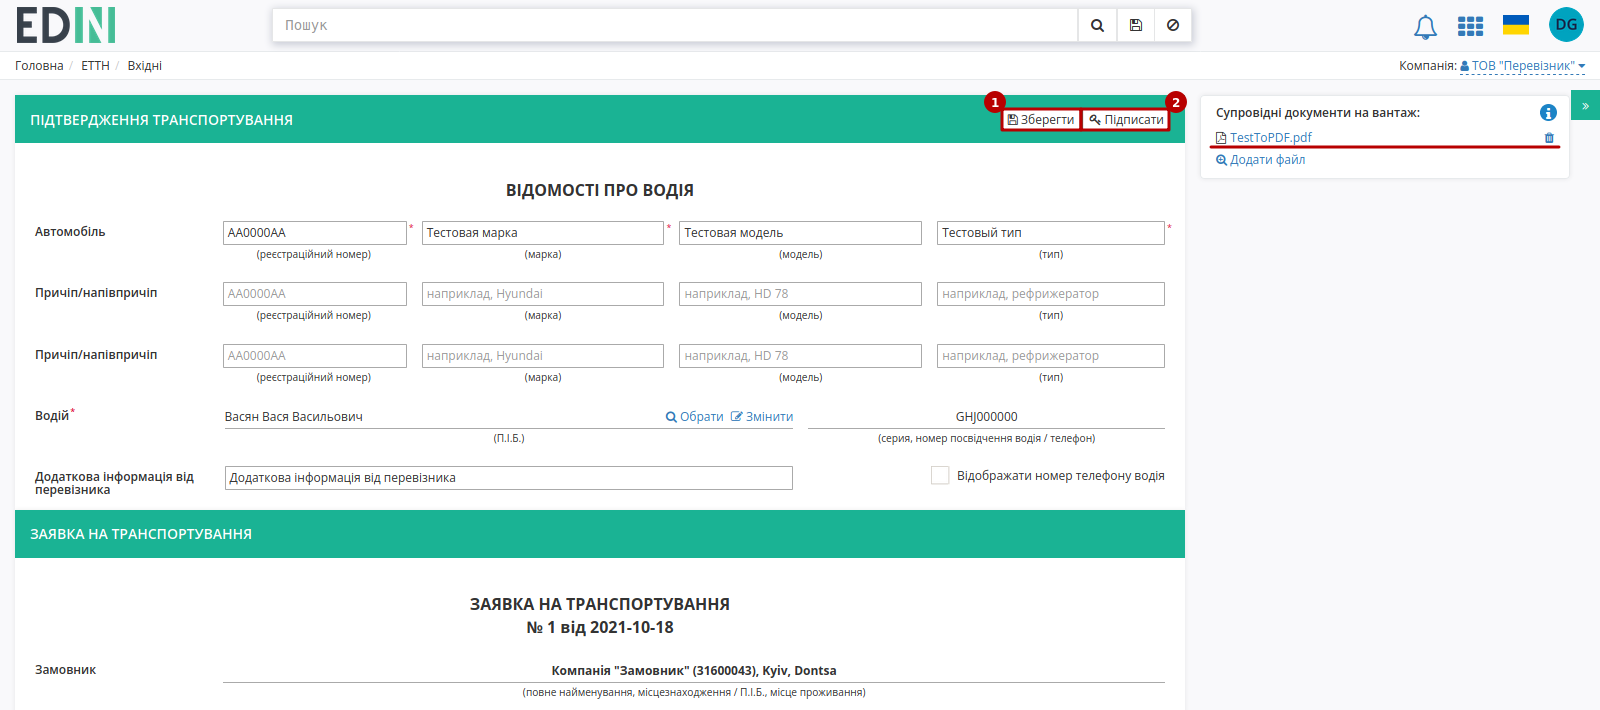 EDIN
Пошук
DG
Головна / ЕТТН / Вхідні
Компанія: ТОВ "Перевізник"
ПІДТВЕРДЖЕННЯ ТРАНСПОРТУВАННЯ
1
Зберегти
2
Підписати
Супровідні документи на вантаж:
TestToPDF.pdf
Додати файл
»
ВІДОМОСТІ ПРО ВОДІЯ
Автомобіль
AA0000AA * Тестовая марка * Тестовая модель Тестовый тип *
(реєстраційний номер) (марка) (модель) (тип)
Причіп/напівпричіп
AA0000AA наприклад, Hyundai наприклад, HD 78 наприклад, рефрижератор
(реєстраційний номер) (марка) (модель) (тип)
Причіп/напівпричіп
AA0000AA наприклад, Hyundai наприклад, HD 78 наприклад, рефрижератор
(реєстраційний номер) (марка) (модель) (тип)
Водій* Васян Вася Васильович Обрати Змінити GHJ000000
(П.І.Б.) (серия, номер посвідчення водія / телефон)
Додаткова інформація від
перевізника
Додаткова інформація від перевізника
Відображати номер телефону водія
ЗАЯВКА НА ТРАНСПОРТУВАННЯ
ЗАЯВКА НА ТРАНСПОРТУВАННЯ
№ 1 від 2021-10-18
Замовник Компанія "Замовник" (31600043), Kyiv, Dontsa
(повне найменування, місцезнаходження / П.І.Б., місце проживання)